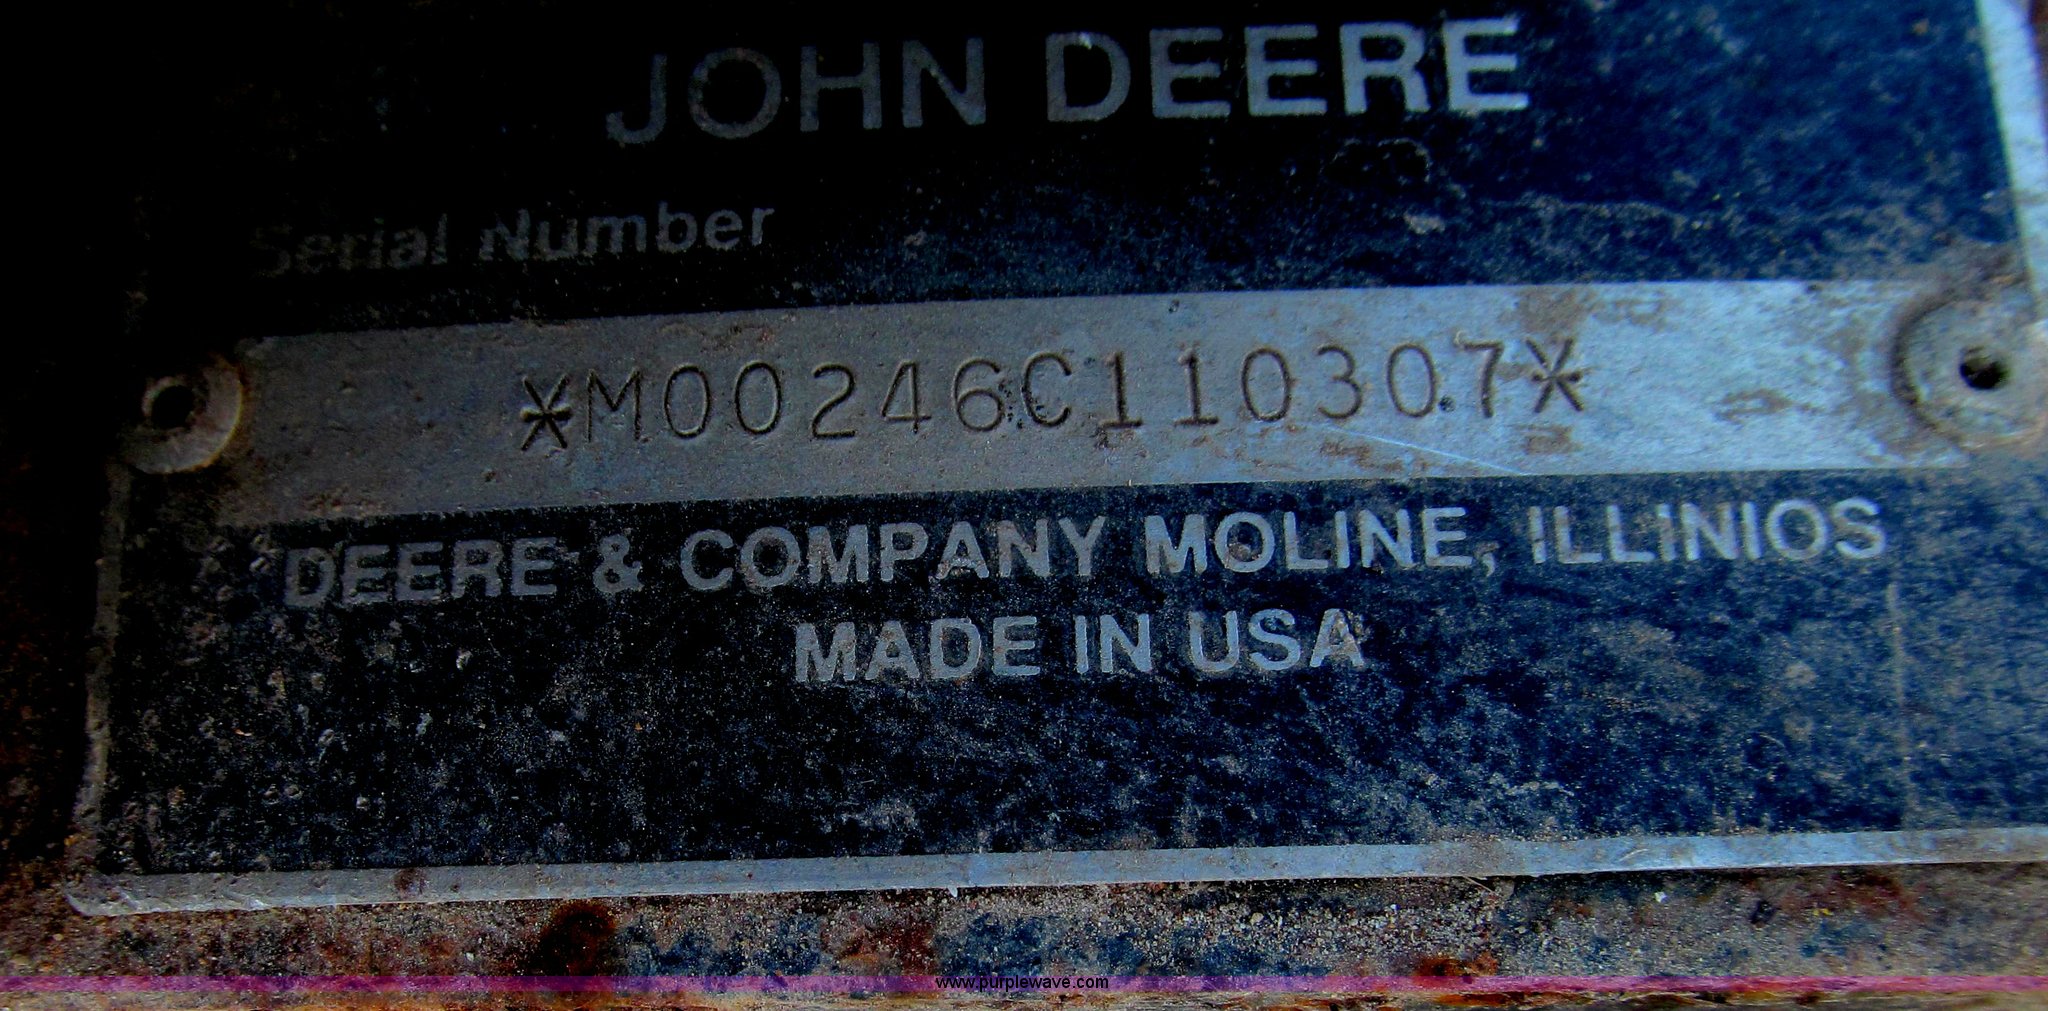 JOHN DEERE
Serial Number
*M00246C110307*
DEERE & COMPANY MOLINE, ILLINIOS
MADE IN USA
www.purplewave.com